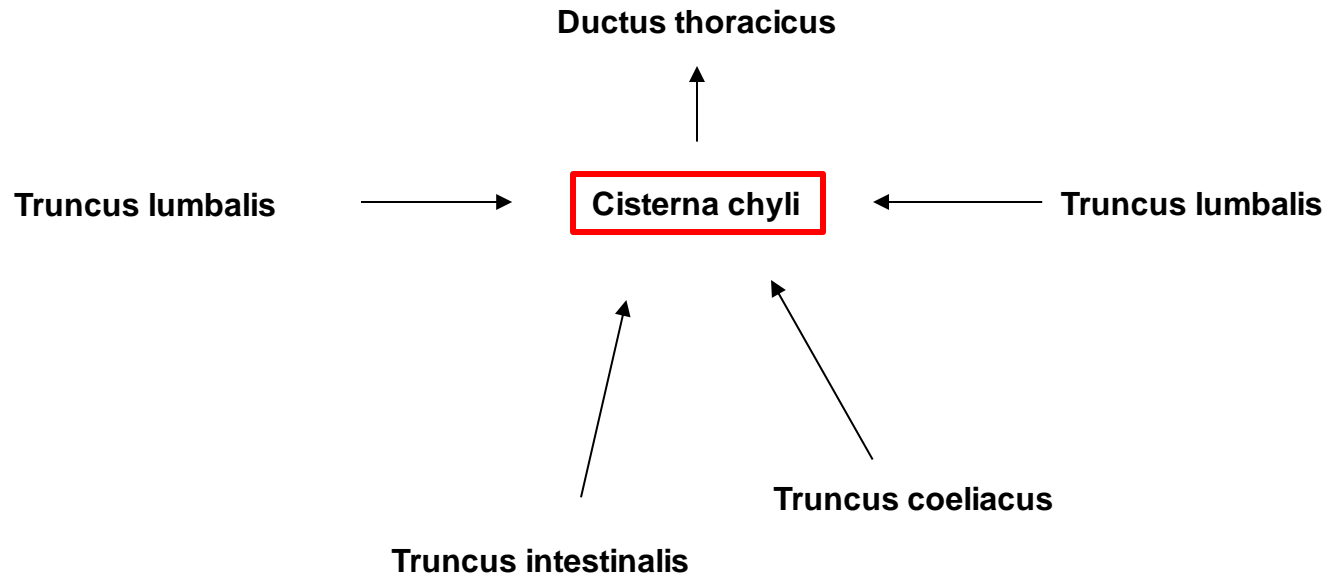 Ductus thoracicus
Truncus lumbalis
Cisterna chyli
Truncus lumbalis
Truncus coeliacus
Truncus intestinalis